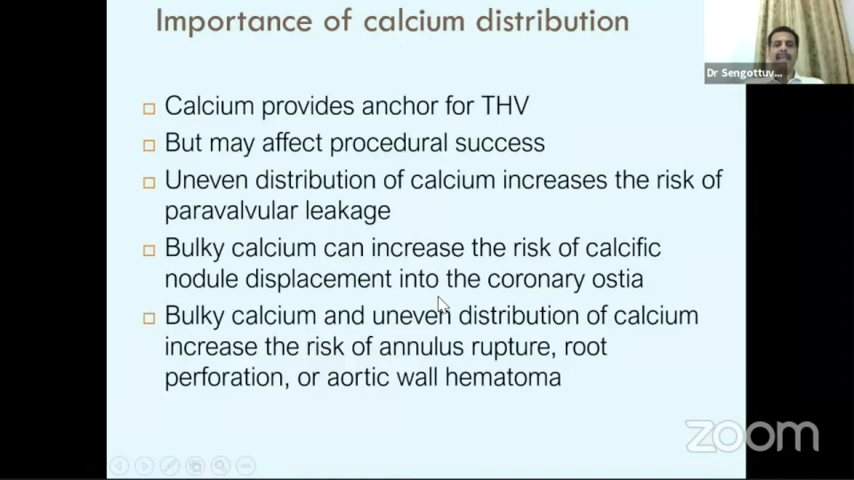 Importance of calcium distribution
Dr Sengottuv...
Calcium provides anchor for THV
But may affect procedural success
Uneven distribution of calcium increases the risk of
paravalvular leakage
Bulky calcium can increase the risk of calcific
nodule displacement into the coronary ostia
Bulky calcium and uneven distribution of calcium
increase the risk of annulus rupture, root
perforation, or aortic wall hematoma
zoom